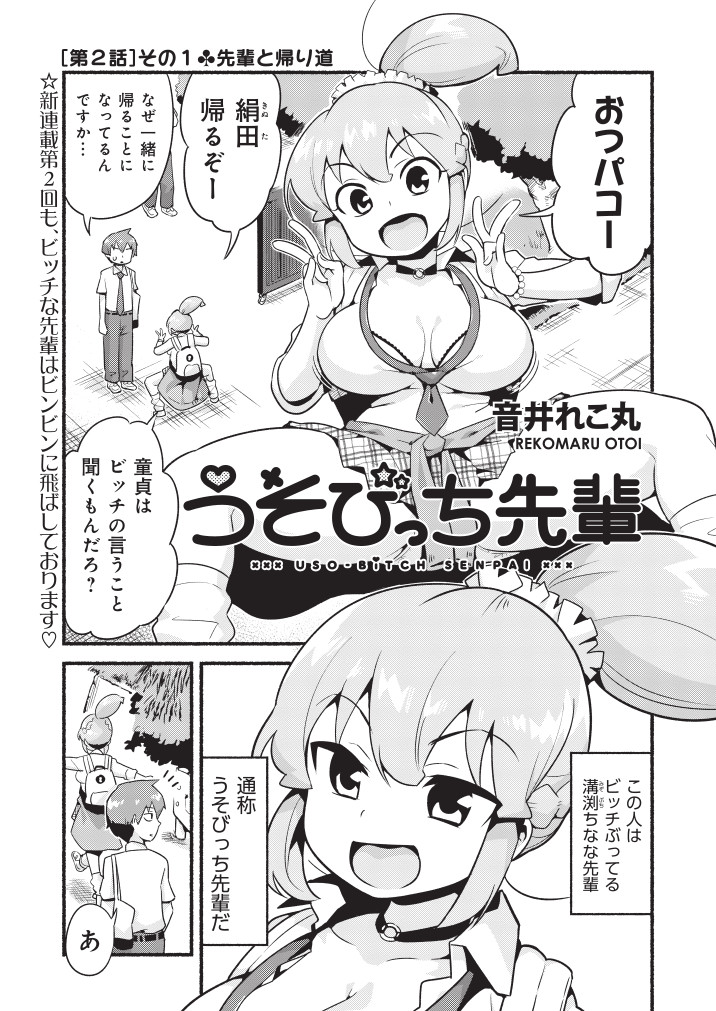 [第2話]その1♣先輩と帰り道
☆新連載第2回も、ビッチな先輩はビンビンに飛ばしております♡
おっパコー
絹田
きぬた
帰るぞー
なぜ一緒に
帰ることに
なってるん
ですか…
音井れこ丸
REKOMARU OTOI
うそびっち先輩
××× USO・BITCH SENPAI ×××
童貞は
ビッチの言うこと
聞くもんだろ?
この人は
ビッチぶってる
溝渕ちなな先輩
通称
うそびっち先輩だ
あ